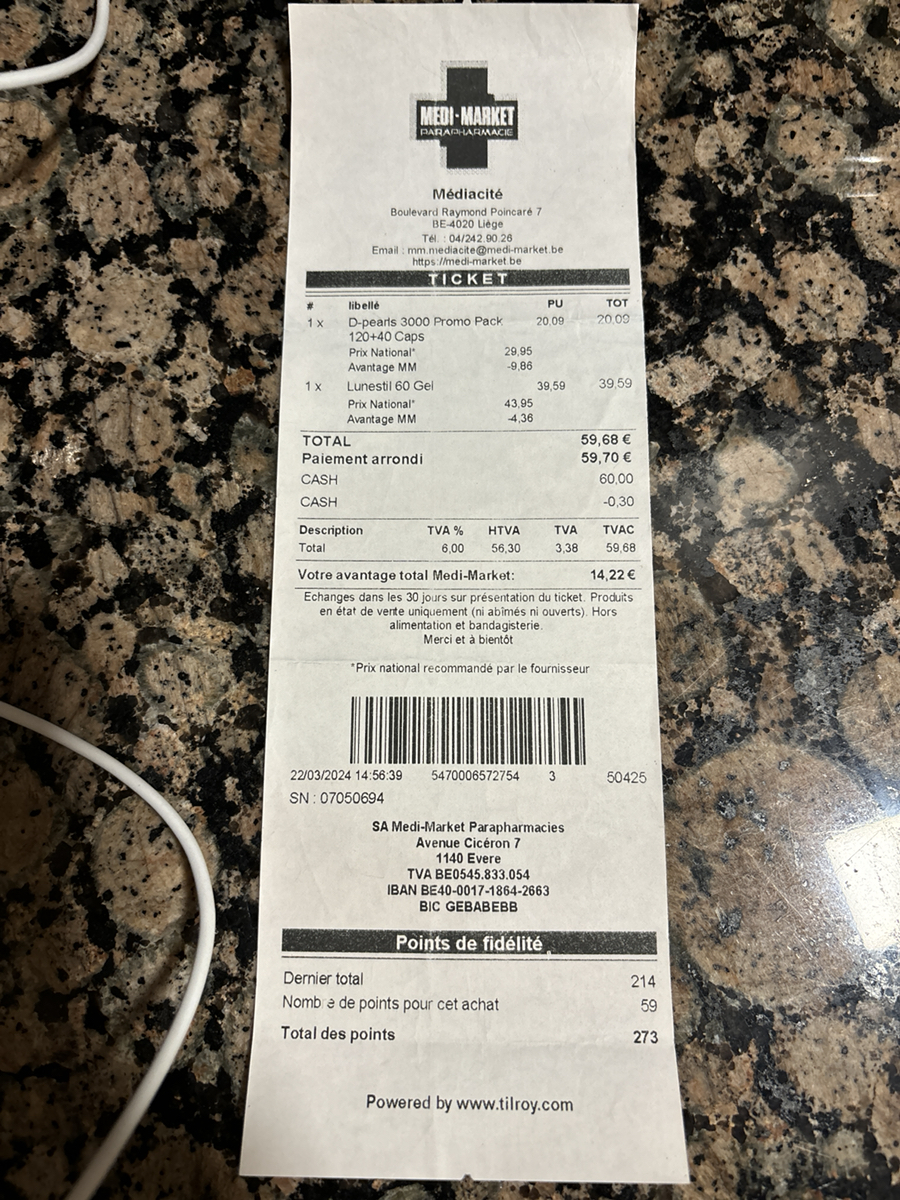 MEDI-MARKET
PARAPHARMACIE
Médiacité
Boulevard Raymond Poincaré 7
BE-4020 Liège
Tél. : 04/242.90.26
Email : mm.mediacite@medi-market.be
https://medi-market.be
TICKET
# libellé PU TOT
1 x D-pearls 3000 Promo Pack 20,09 20,09
120+40 Caps
Prix National* 29,95
Avantage MM -9,86
1 x Lunestil 60 Gel 39,59 39,59
Prix National* 43,95
Avantage MM -4,36
TOTAL 59,68 €
Paiement arrondi 59,70 €
CASH 60,00
CASH -0,30
Description TVA % HTVA TVA TVAC
Total 6,00 56,30 3,38 59,68
Votre avantage total Medi-Market: 14,22 €
Echanges dans les 30 jours sur présentation du ticket. Produits
en état de vente uniquement (ni abîmés ni ouverts). Hors
alimentation et bandagisterie.
Merci et à bientôt
*Prix national recommandé par le fournisseur
22/03/2024 14:56:39 5470006572754 3 50425
SN : 07050694
SA Medi-Market Parapharmacies
Avenue Cicéron 7
1140 Evere
TVA BE0545.833.054
IBAN BE40-0017-1864-2663
BIC GEBABEBB
Points de fidélité
Dernier total 214
Nombre de points pour cet achat 59
Total des points 273
Powered by www.tilroy.com